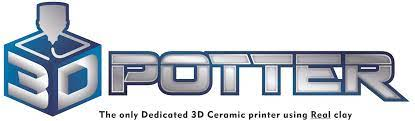 3D POTTER
The only Dedicated 3D Ceramic printer using Real clay